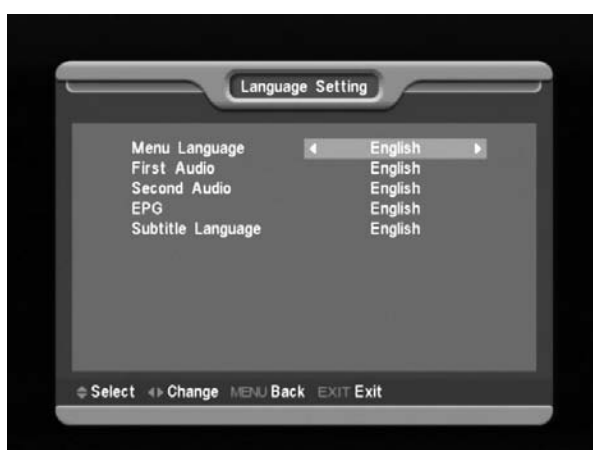 Language Setting
Menu Language English
First Audio English
Second Audio English
EPG English
Subtitle Language English
Select Change MENU Back EXIT Exit